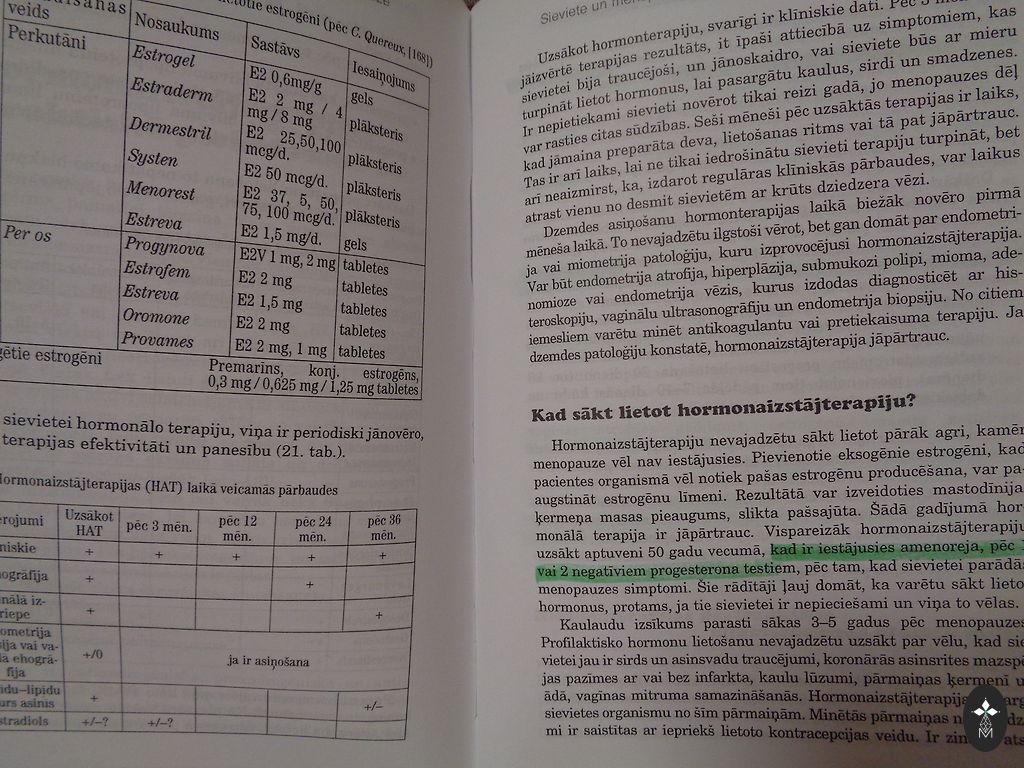 estrogēni (pēc C. Quereux, [168])
veids
Nosaukums
Sastāvs
Iesaiņojums
Perkutāni
Estrogel
E2 0,6mg/g
gels
Estraderm
E2 2 mg / 4
mg / 8 mg
plāksteris
Dermestril
E2 25,50,100
mcg/d.
plāksteris
Systen
E2 50 mcg/d.
plāksteris
Menorest
E2 37, 5, 50,
75, 100 mcg/d.
plāksteris
Estreva
E2 1,5 mg/d.
gels
Per os
Progynova
E2V 1 mg, 2 mg
tabletes
Estrofem
E2 2 mg
tabletes
Estreva
E2 1,5 mg
tabletes
Oromone
E2 2 mg
tabletes
Provames
E2 2 mg, 1 mg
tabletes
estrogēni
Premarins, konj. estrogēns,
0,3 mg / 0,625 mg / 1,25 mg tabletes
sievietei hormonālo terapiju, viņa ir periodiski jānovēro,
terapijas efektivitāti un panesību (21. tab.).
ormonaizstājterapijas (HAT) laikā veicamās pārbaudes
Uzsākot
HAT
pēc 3 mēn.
pēc 12
mēn.
pēc 24
mēn.
pēc 36
mēn.
+ + + + +
+ +
+ +
+/0
ja ir asiņošana
fija
+ +/–
+/–? +/–?
Sieviete un
Uzsākot hormonterapiju, svarīgi ir klīniskie dati. Pēc 3
jāizvērtē terapijas rezultāts, it īpaši attiecībā uz simptomiem, kas
sievietei bija traucējoši, un jānoskaidro, vai sieviete būs ar mieru
turpināt lietot hormonus, lai pasargātu kaulus, sirdi un smadzenes.
Ir nepietiekami sievieti novērot tikai reizi gadā, jo menopauzes dēļ
var rasties citas sūdzības. Seši mēneši pēc uzsāktās terapijas ir laiks,
kad jāmaina preparāta deva, lietošanas ritms vai tā pat jāpārtrauc.
Tas ir arī laiks, lai ne tikai iedrošinātu sievieti terapiju turpināt, bet
arī neaizmirst, ka, izdarot regulāras klīniskās pārbaudes, var laikus
atrast vienu no desmit sievietēm ar krūts dziedzera vēzi.
Dzemdes asiņošanu hormonterapijas laikā biežāk novēro pirmā
mēneša laikā. To nevajadzētu ilgstoši vērot, bet gan domāt par endometri-
ja vai miometrija patoloģiju, kuru izprovocējusi hormonaizstājterapija.
Var būt endometrija atrofija, hiperplāzija, submukozi polipi, mioma, ade-
nomioze vai endometrija vēzis, kurus izdodas diagnosticēt ar his-
teroskopiju, vaginālu ultrasonogrāfiju un endometrija biopsiju. No citiem
iemesliem varētu minēt antikoagulantu vai pretiekaisuma terapiju. Ja
dzemdes patoloģiju konstatē, hormonaizstājterapija jāpārtrauc.
Kad sākt lietot hormonaizstājterapiju?
Hormonaizstājterapiju nevajadzētu sākt lietot pārāk agri, kamēr
menopauze vēl nav iestājusies. Pievienotie eksogēnie estrogēni, kad
pacientes organismā vēl notiek pašas estrogēnu producēšana, var pa-
augstināt estrogēnu līmeni. Rezultātā var izveidoties mastodīnija,
ķermeņa masas pieaugums, slikta pašsajūta. Šādā gadījumā hor-
monālā terapija ir jāpārtrauc. Vispareizāk hormonaizstājterapiju
uzsākt aptuveni 50 gadu vecumā, kad ir iestājusies amenoreja, pēc 1
vai 2 negatīviem progesterona testiem, pēc tam, kad sievietei parādās
menopauzes simptomi. Šie rādītāji ļauj domāt, ka varētu sākt lietot
hormonus, protams, ja tie sievietei ir nepieciešami un viņa to vēlas.
Kaulaudu izsīkums parasti sākas 3–5 gadus pēc menopauzes
Profilaktisko hormonu lietošanu nevajadzētu uzsākt par vēlu, kad sie-
vietei jau ir sirds un asinsvadu traucējumi, koronārās asinsrites mazspē-
jas pazīmes ar vai bez infarkta, kaulu lūzumi, pārmaiņas ķermenī u
ādā, vagīnas mitruma samazināšanās. Hormonaizstājterapija
sievietes organismu no šīm pārmaiņām. Minētās pārmaiņas
mi ir saistītas ar iepriekš lietoto kontracepcijas veidu. Ir